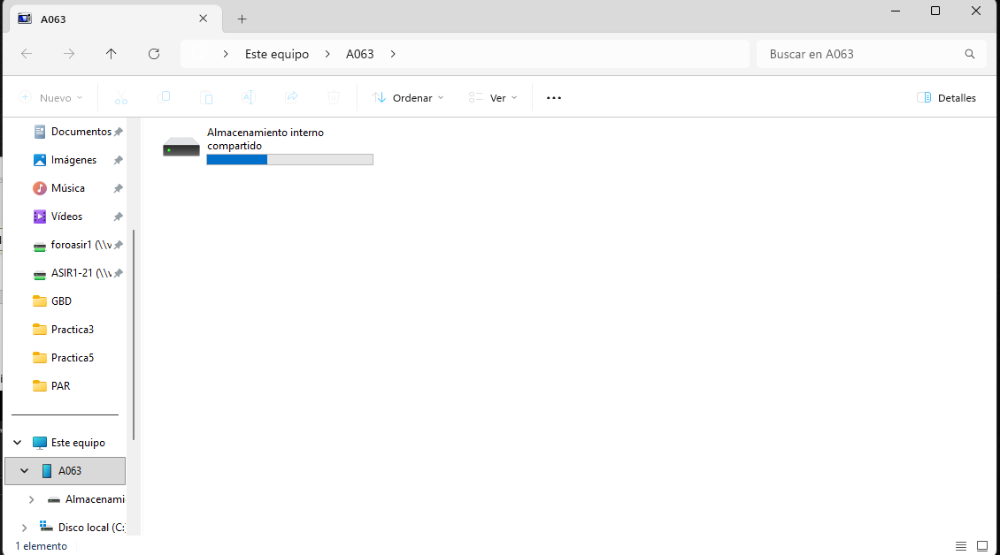 A063
Este equipo
A063
Buscar en A063
Nuevo
Ordenar
Ver
Detalles
Documentos
Imágenes
Música
Vídeos
foroasir1 (\\v
ASIR1-21 (\\v
GBD
Practica3
Practica5
PAR
Este equipo
A063
Almacenami
Disco local (C:)
Almacenamiento interno
compartido
1 elemento